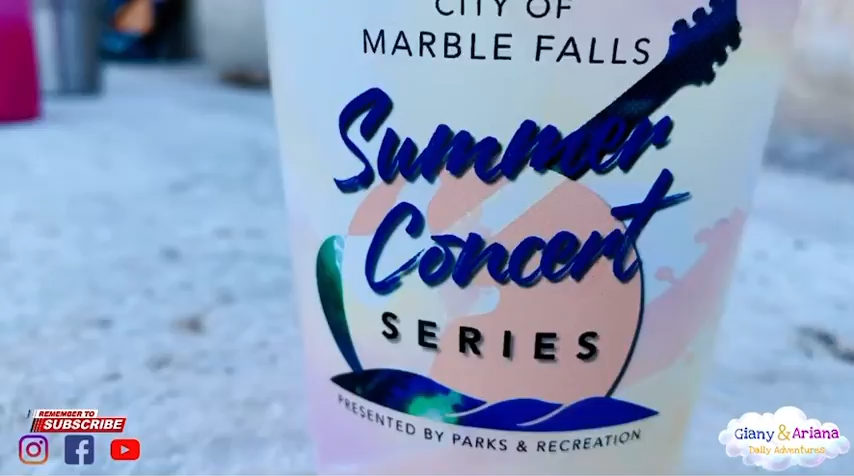 CITY OF
MARBLE FALLS
Summer
Concert
SERIES
PRESENTED BY PARKS & RECREATION
REMEMBER TO
SUBSCRIBE
Giany & Ariana
Daily Adventures